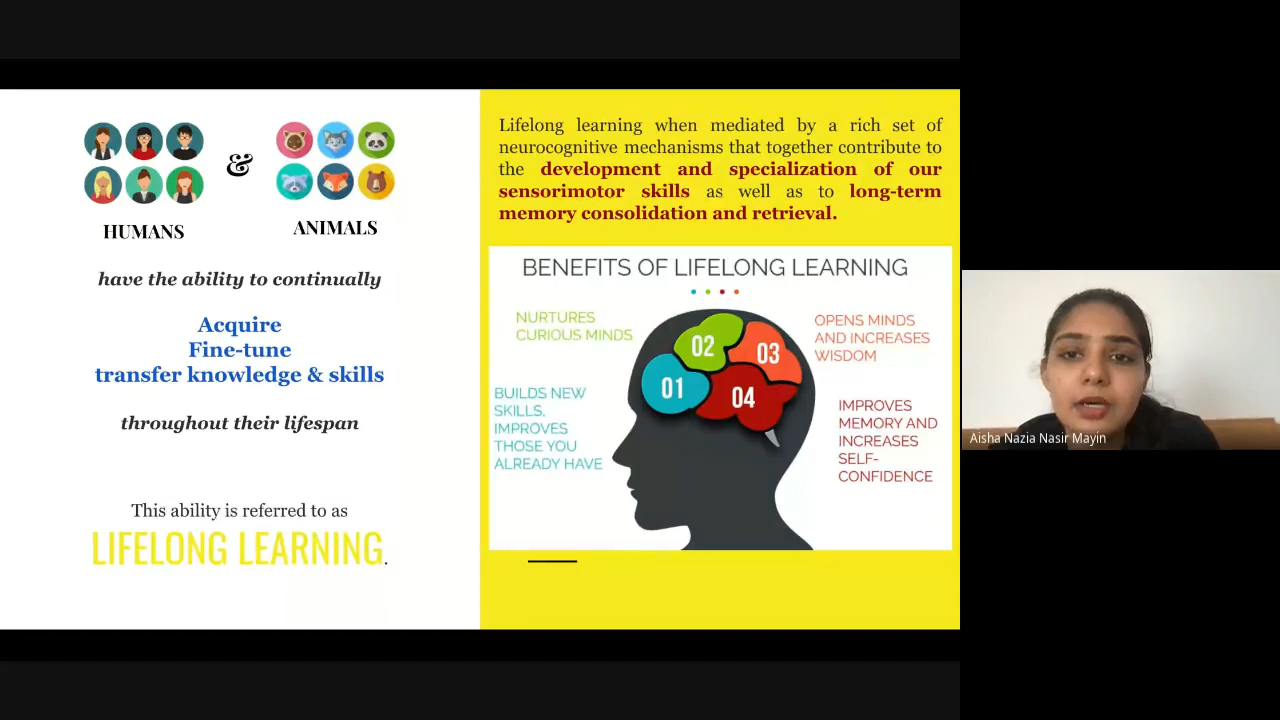 &
HUMANS
ANIMALS
have the ability to continually
Acquire
Fine-tune
transfer knowledge & skills
throughout their lifespan
This ability is referred to as
LIFELONG LEARNING.
Lifelong learning when mediated by a rich set of
neurocognitive mechanisms that together contribute to
the development and specialization of our
sensorimotor skills as well as to long-term
memory consolidation and retrieval.
BENEFITS OF LIFELONG LEARNING
NURTURES
CURIOUS MINDS
BUILDS NEW
SKILLS,
IMPROVES
THOSE YOU
ALREADY HAVE
01
02
03
04
OPENS MINDS
AND INCREASES
WISDOM
IMPROVES
MEMORY AND
INCREASES
SELF-
CONFIDENCE
Aisha Nazia Nasir Mayin